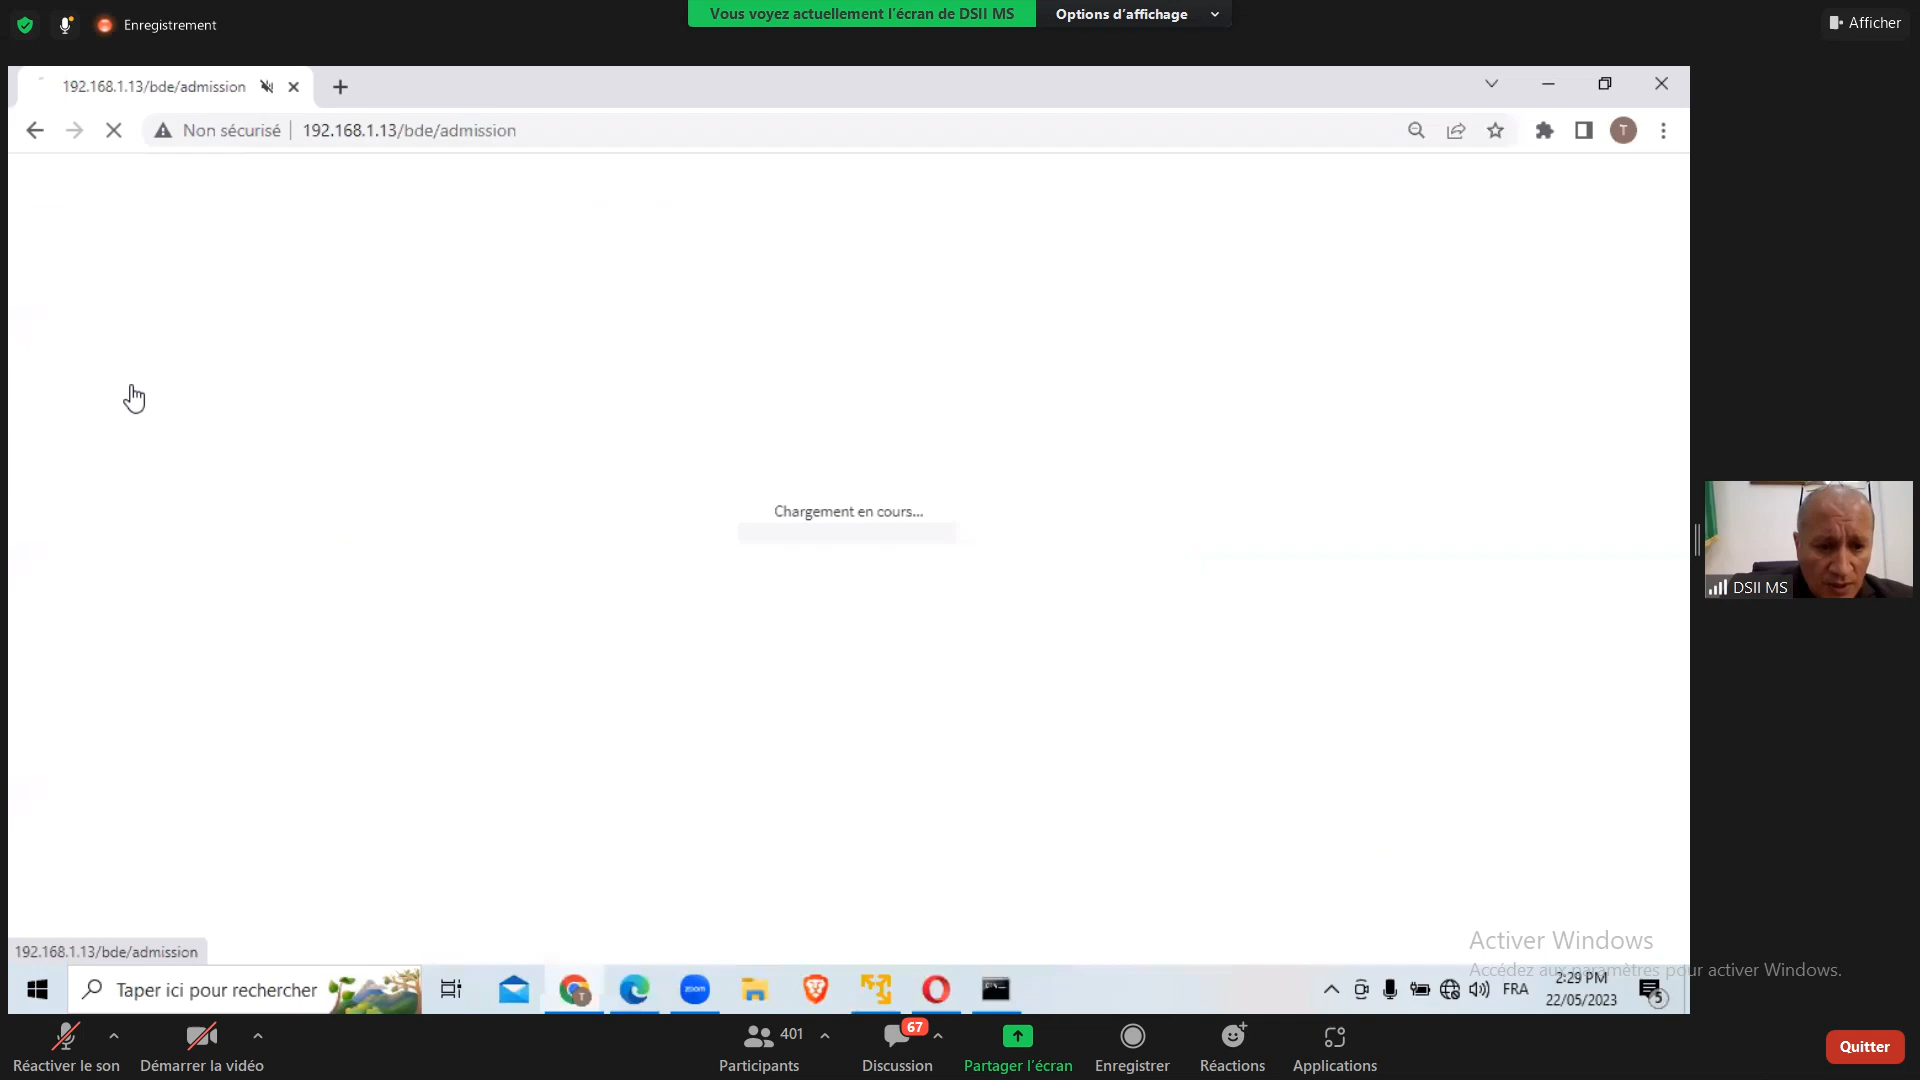 Enregistrement
Vous voyez actuellement l'écran de DSII MS
Options d'affichage
Afficher
192.168.1.13/bde/admission
Non sécurisé
192.168.1.13/bde/admission
T
Chargement en cours...
DSII MS
192.168.1.13/bde/admission
Activer Windows
Accédez aux paramètres pour activer Windows.
Taper ici pour rechercher
T
zoom
FRA
2:29 PM
22/05/2023
5
Réactiver le son
Démarrer la vidéo
401
Participants
67
Discussion
Partager l'écran
Enregistrer
Réactions
Applications
Quitter